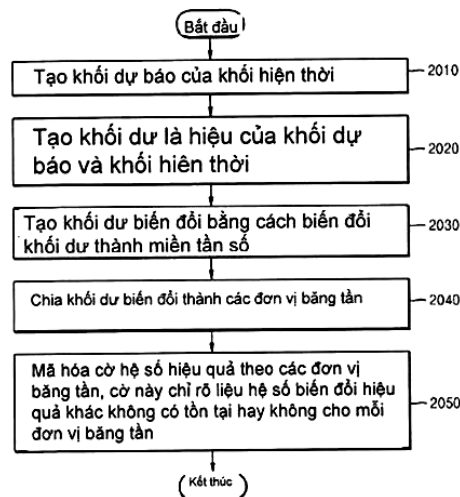 Bắt đầu
Tạo khối dự báo của khối hiện thời
2010
Tạo khối dư là hiệu của khối dự
báo và khối hiên thời
2020
Tạo khối dư biến đổi bằng cách biến đổi
khối dư thành miền tần số
2030
Chia khối dư biến đổi thành các đơn vị băng tần
2040
Mã hóa cờ hệ số hiệu quả theo các đơn vị
băng tần, cờ này chỉ rõ liệu hệ số biến đổi hiệu
quả khác không có tồn tại hay không cho mỗi
đơn vị băng tần
2050
Kết thúc